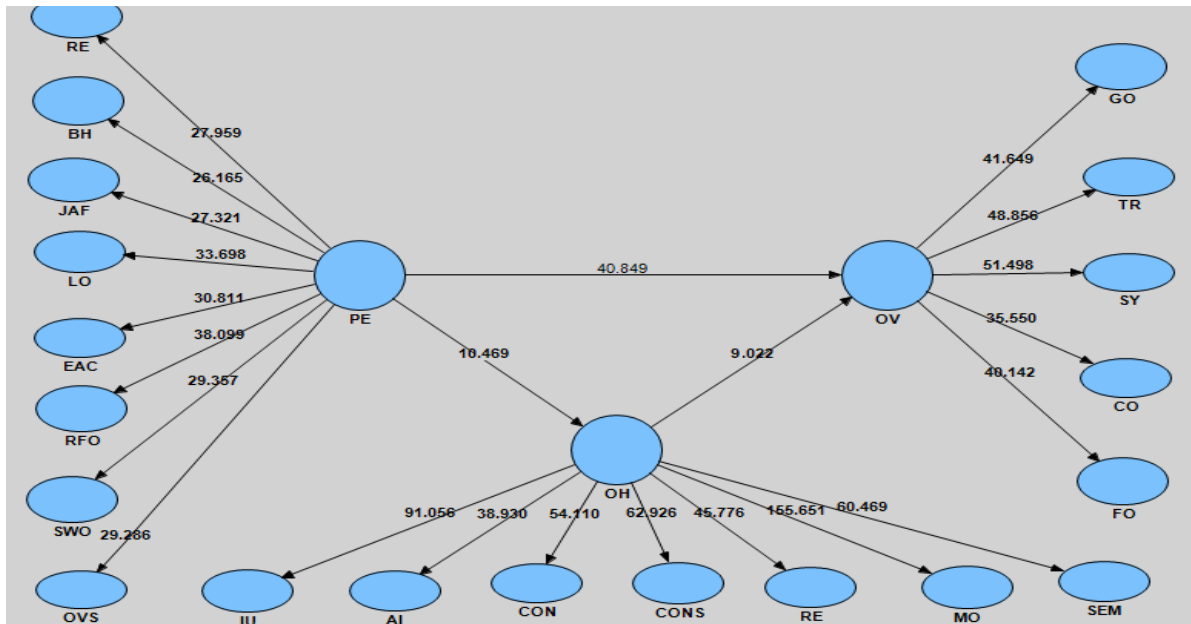 RE
GO
BH
27.959
41.649
26.165
JAF
TR
27.321
48.856
LO
33.698
40.849
51.498
SY
30.811
PE
OV
EAC
38.099
35.550
10.469
9.022
29.357
40.142
CO
RFO
OH
SWO
29.286
91.056
38.930
54.110
62.926
45.776
155.651
60.469
FO
OVS
CON
CONS
RE
MO
SEM